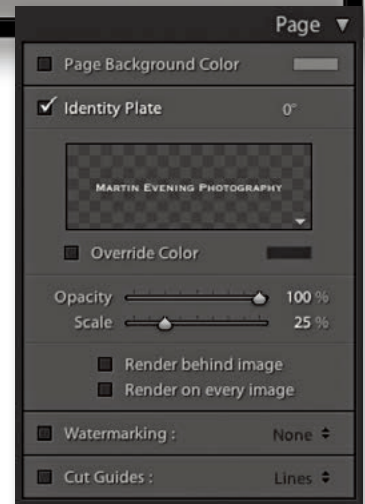 Page ▼
Page Background Color
Identity Plate 0°
MARTIN EVENING PHOTOGRAPHY
Override Color
Opacity 100 %
Scale 25 %
Render behind image
Render on every image
Watermarking : None
Cut Guides : Lines